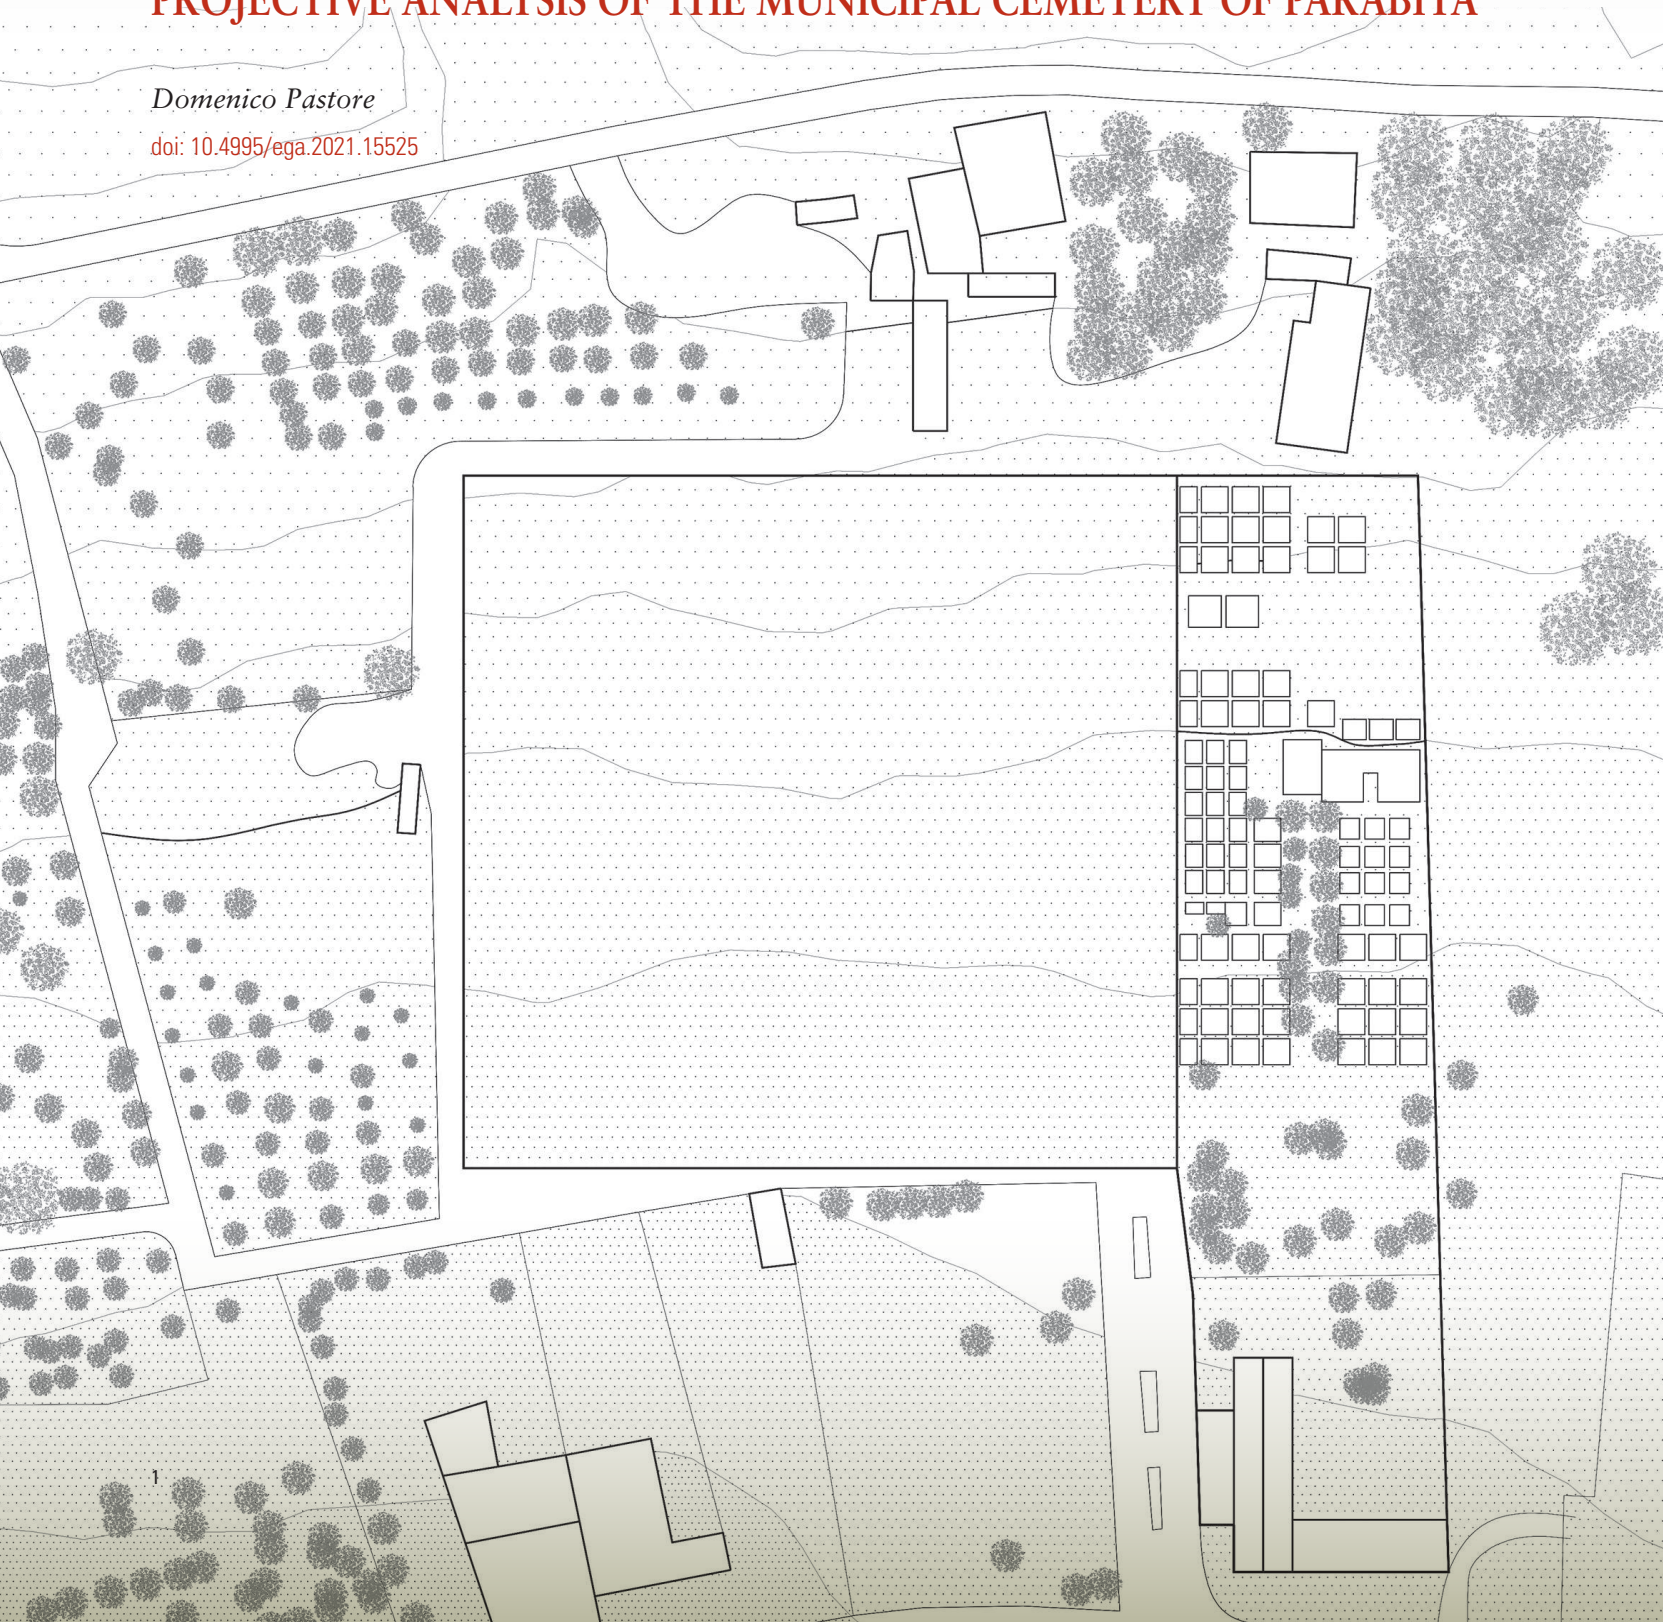 PROJECTIVE ANALYSIS OF THE MUNICIPAL CEMETERY OF PARABITA
Domenico Pastore
doi: 10.4995/ega.2021.15525
1